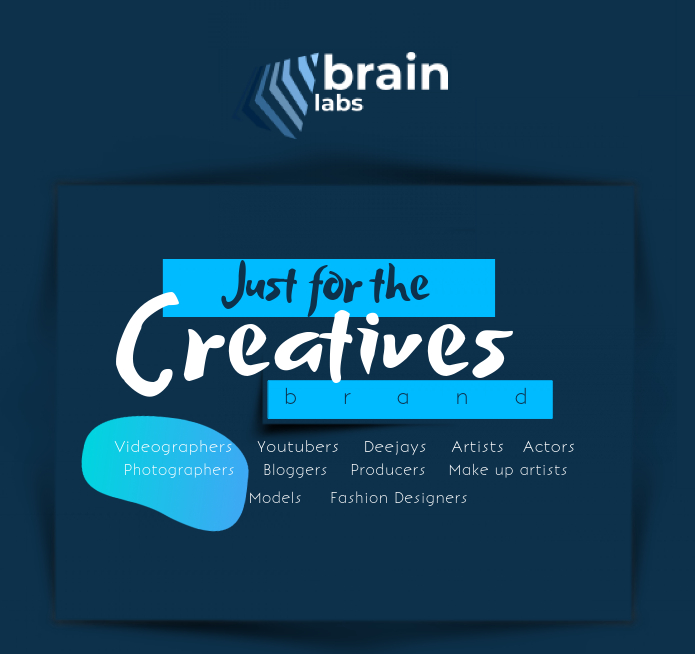 brain
labs
Just for the
Creatives
brand
Videographers Youtubers Deejays Artists Actors
Photographers Bloggers Producers Make up artists
Models Fashion Designers